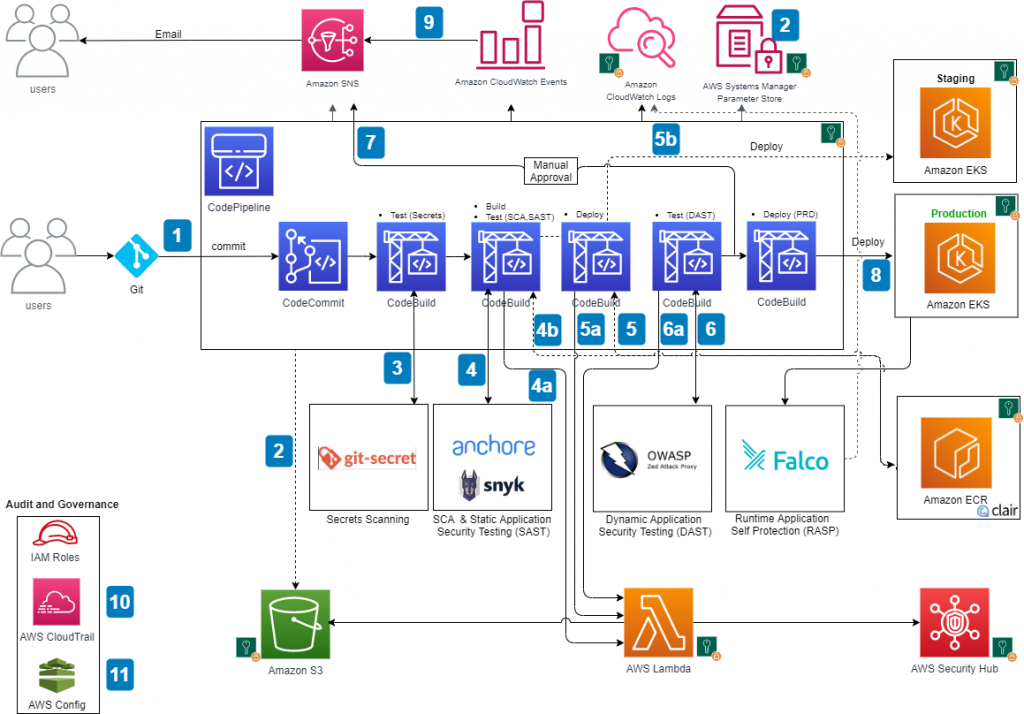 Email
9
2
users
Amazon SNS
Amazon CloudWatch Events
Amazon
CloudWatch Logs
AWS Systems Manager
Parameter Store
Staging
K
Amazon EKS
7
5b
Deploy
Manual
Approval
CodePipeline
1
commit
Git
users
CodeCommit
• Test (Secrets)
CodeBuild
• Build
• Test (SCA,SAST)
CodeBuild
• Deploy
CodeBuild
• Test (DAST)
CodeBuild
• Deploy (PRD)
CodeBuild
Deploy
8
Production
K
Amazon EKS
4b
5a
5
6a
6
3
4
4a
2
git-secret
Secrets Scanning
anchore
snyk
SCA & Static Application
Security Testing (SAST)
OWASP
Zed Attack Proxy
Dynamic Application
Security Testing (DAST)
Falco
Runtime Application
Self Protection (RASP)
Amazon ECR
clair
Audit and Governance
IAM Roles
AWS CloudTrail
10
AWS Config
11
Amazon S3
AWS Lambda
AWS Security Hub